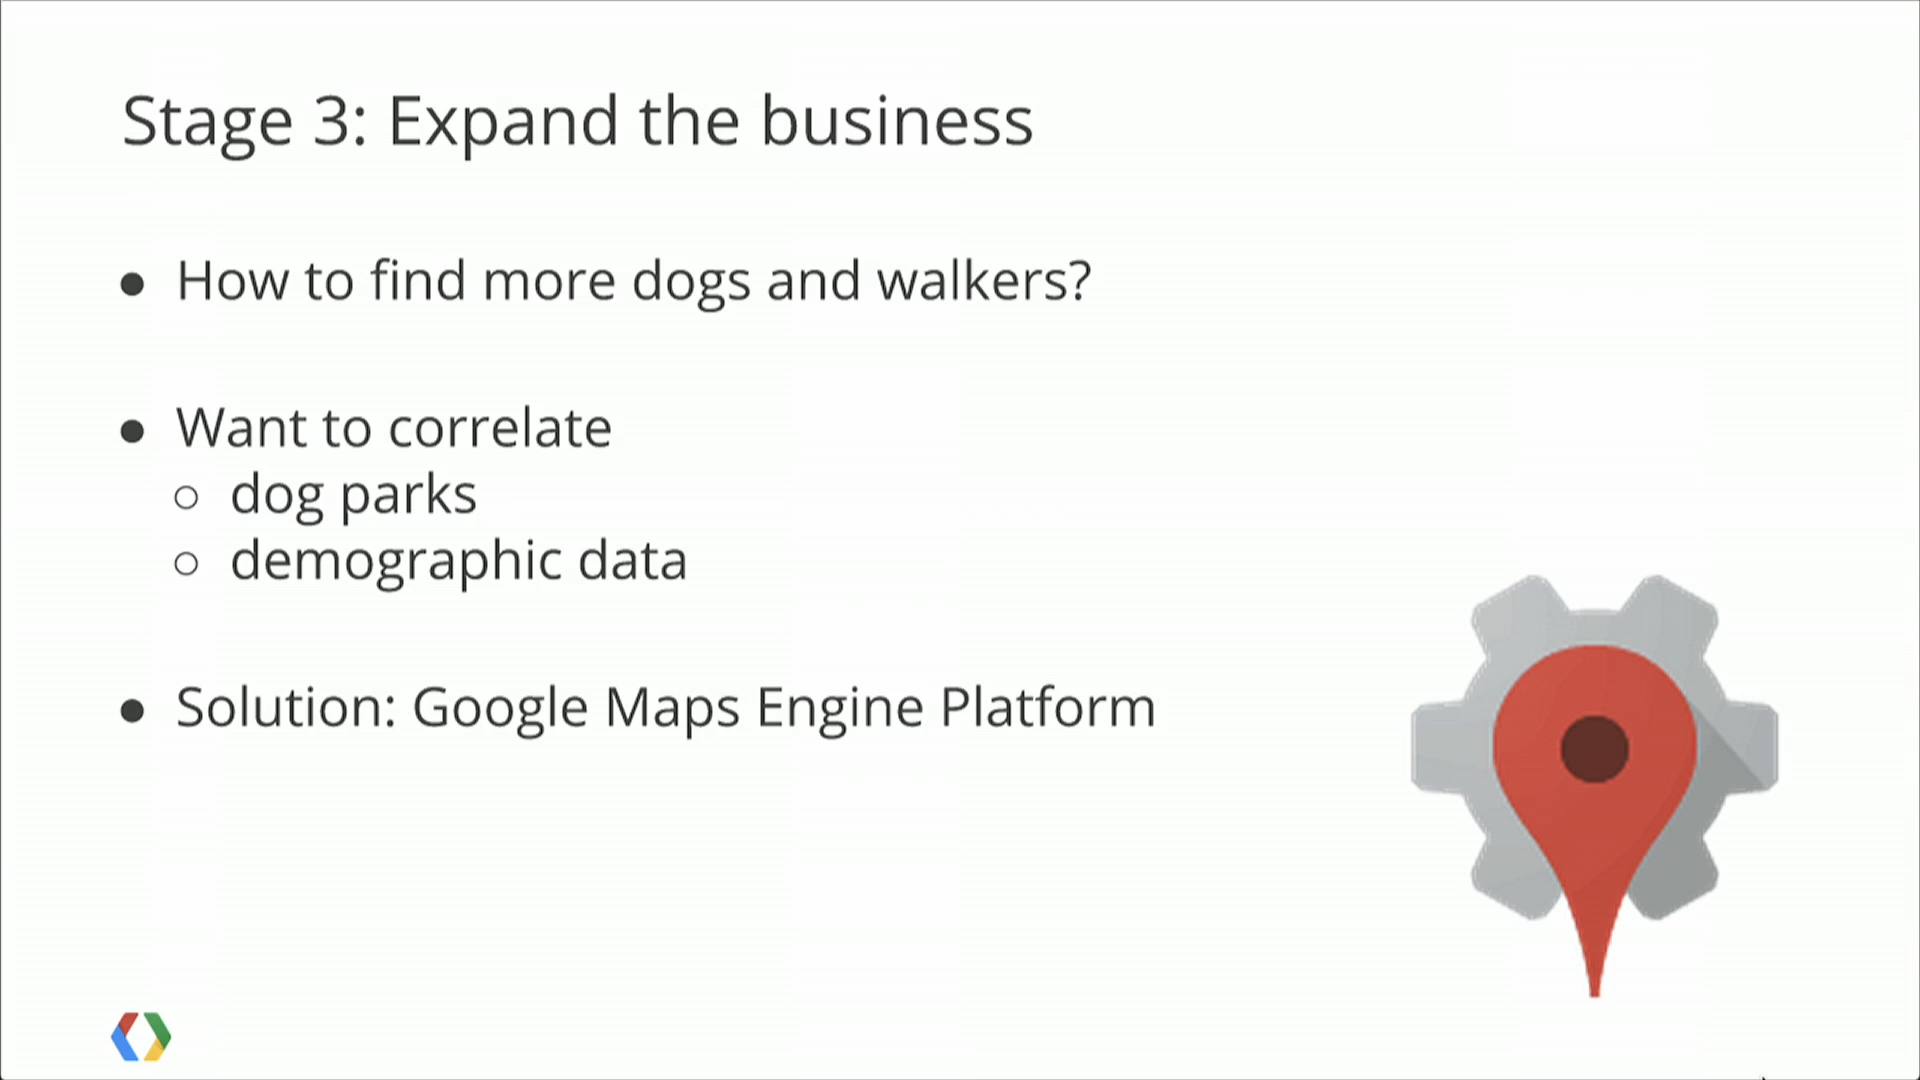 Stage 3: Expand the business
● How to find more dogs and walkers?
● Want to correlate
○ dog parks
○ demographic data
● Solution: Google Maps Engine Platform